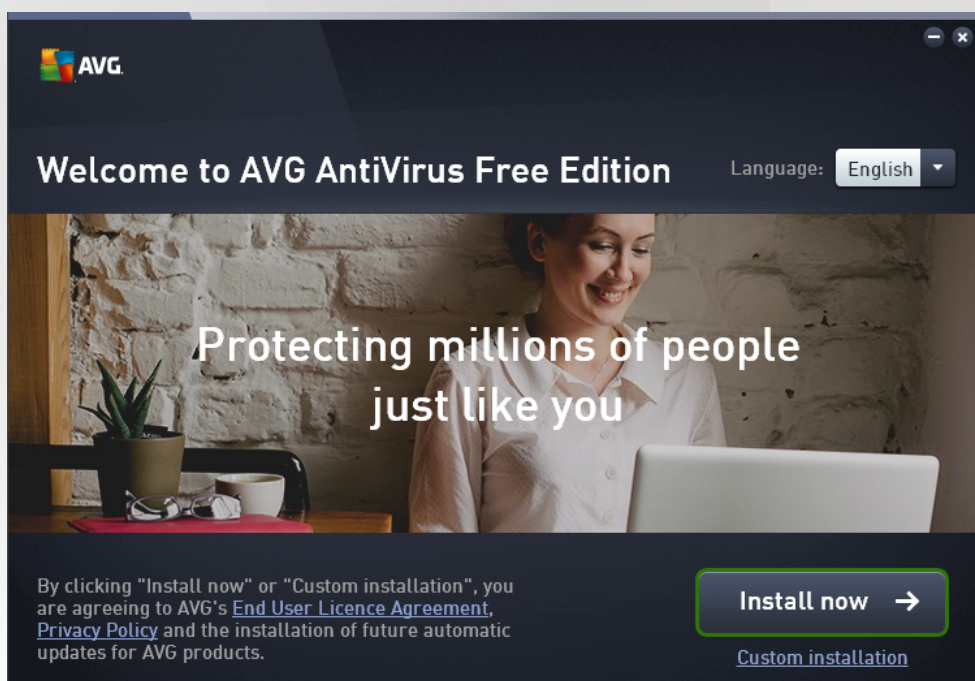 AVG
Welcome to AVG AntiVirus Free Edition
Language: English
Protecting millions of people
just like you
By clicking "Install now" or "Custom installation", you
are agreeing to AVG's End User Licence Agreement,
Privacy Policy and the installation of future automatic
updates for AVG products.
Install now →
Custom installation